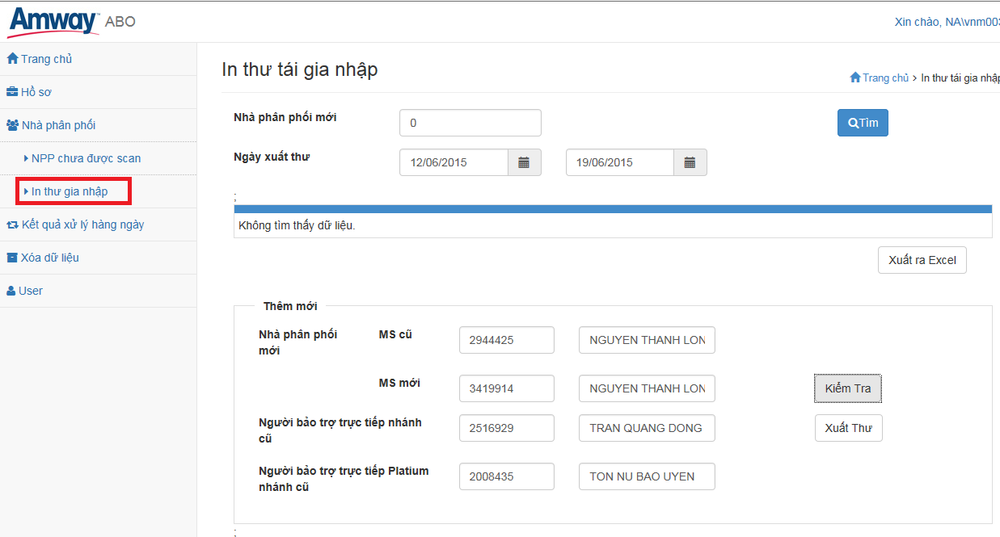 Amway ABO
Xin chào, NA\vnm003
Trang chủ
Hồ sơ
Nhà phân phối
NPP chưa được scan
In thư gia nhập
Kết quả xử lý hàng ngày
Xóa dữ liệu
User
In thư tái gia nhập
Trang chủ > In thư tái gia nhập
Nhà phân phối mới
0
Tìm
Ngày xuất thư
12/06/2015
19/06/2015
;
Không tìm thấy dữ liệu.
Xuất ra Excel
Thêm mới
Nhà phân phối
mới
MS cũ
2944425
NGUYEN THANH LON
MS mới
3419914
NGUYEN THANH LON
Kiểm Tra
Người bảo trợ trực tiếp nhánh
cũ
2516929
TRAN QUANG DONG
Xuất Thư
Người bảo trợ trực tiếp Platium
nhánh cũ
2008435
TON NU BAO UYEN
;